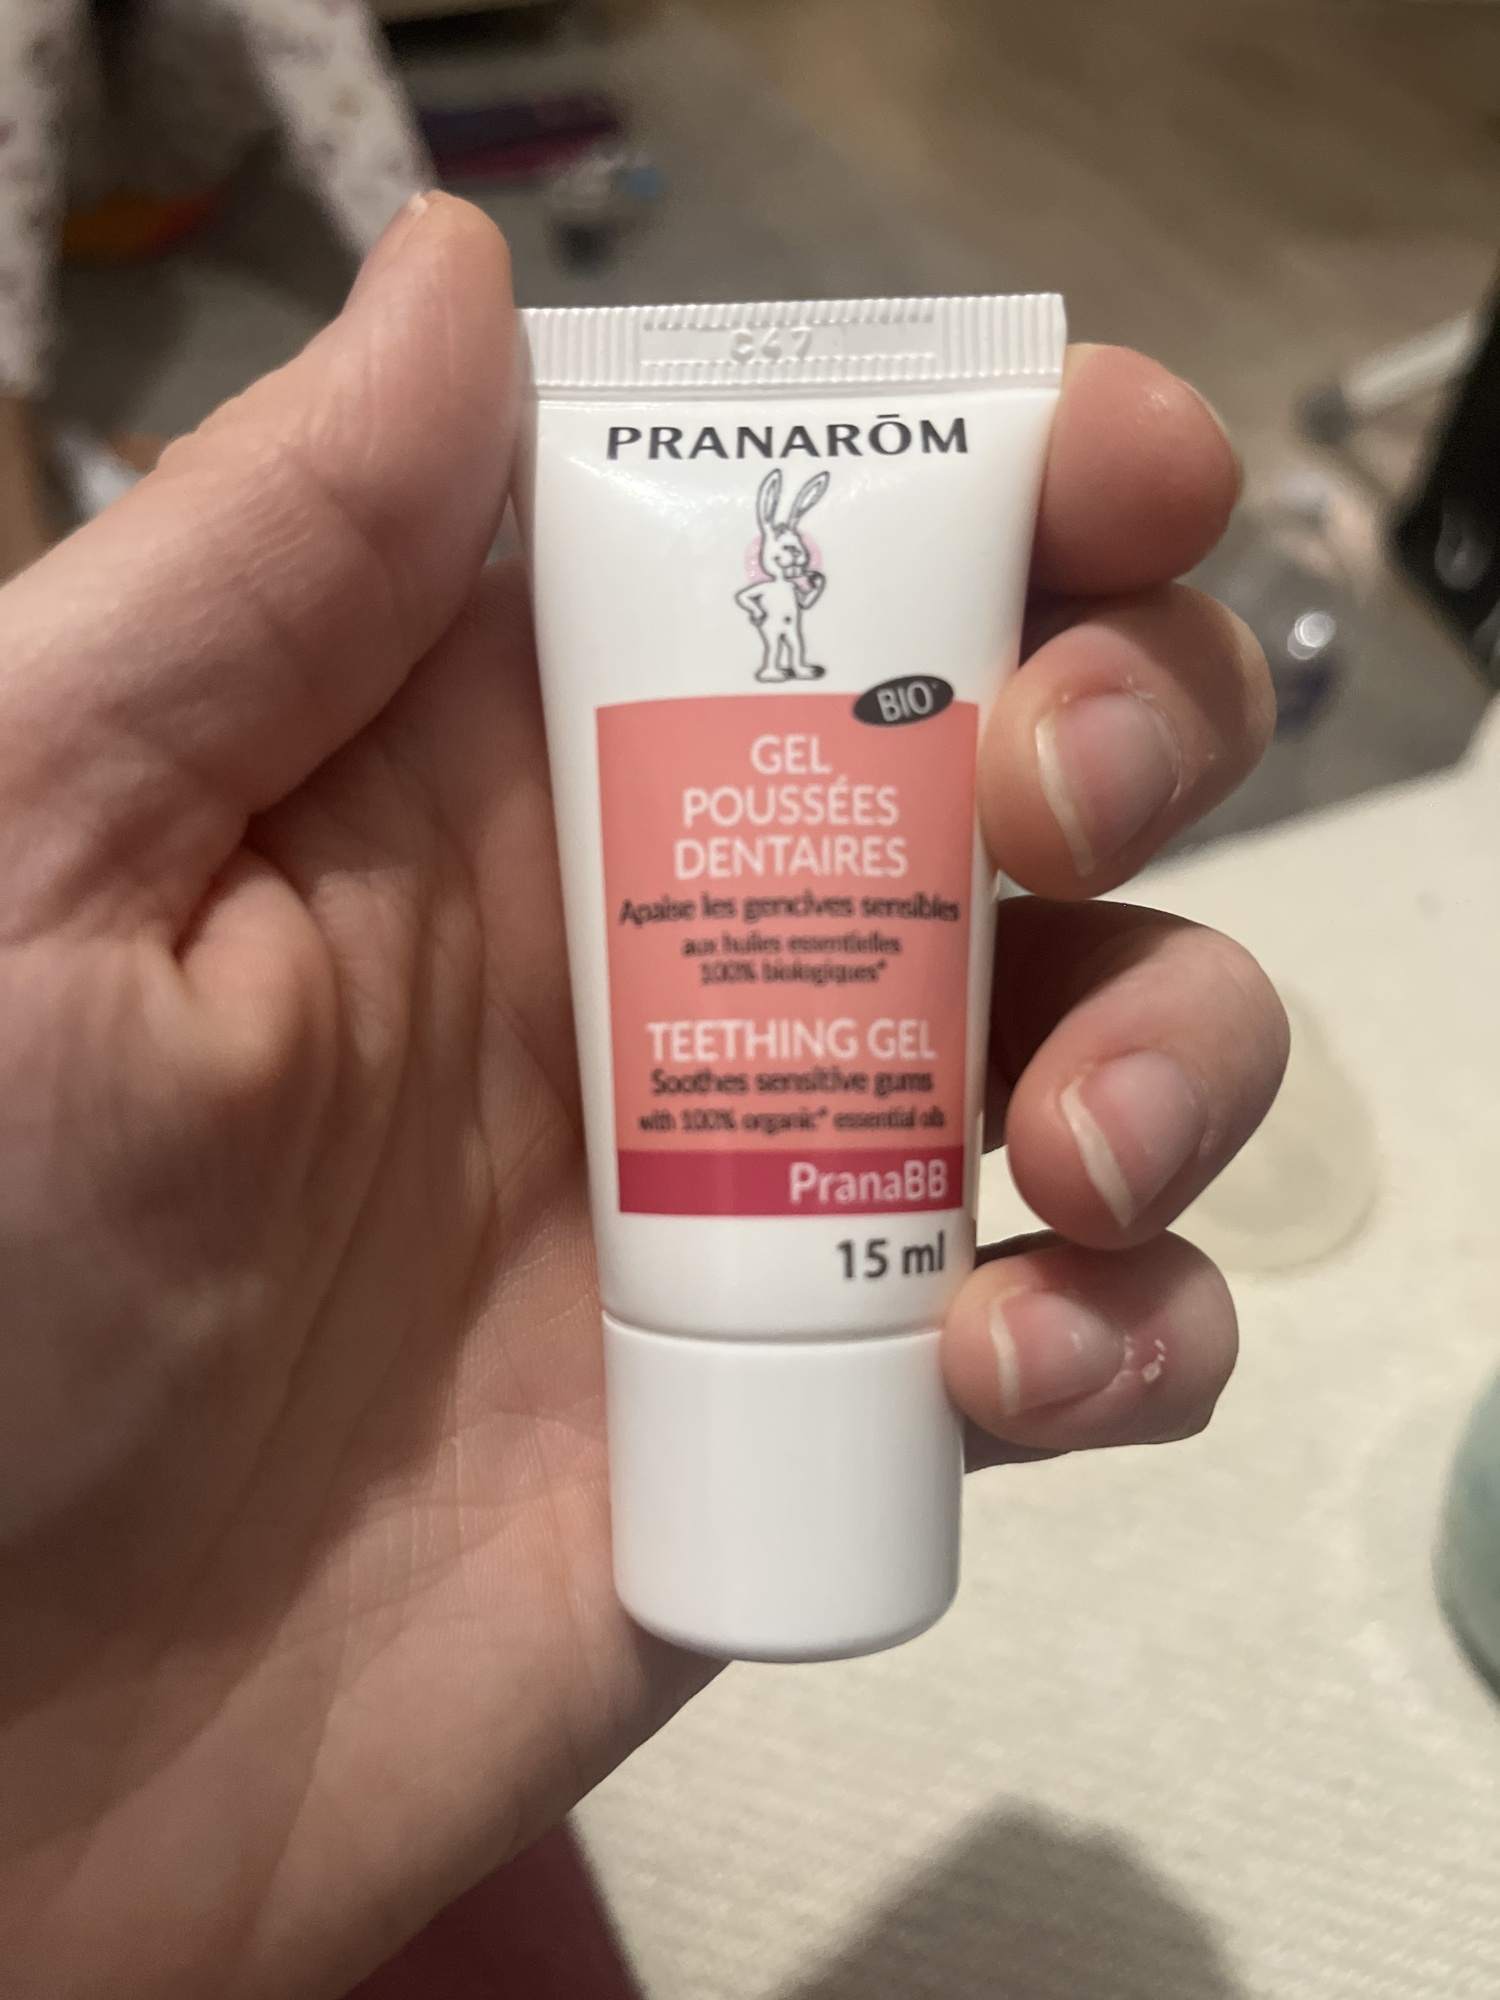 C47
PRANARŌM
BIO*
GEL
POUSSÉES
DENTAIRES
Apaise les gencives sensibles
aux huiles essentielles
100% biologiques*
TEETHING GEL
Soothes sensitive gums
with 100% organic* essential oils
PranaBB
15 ml